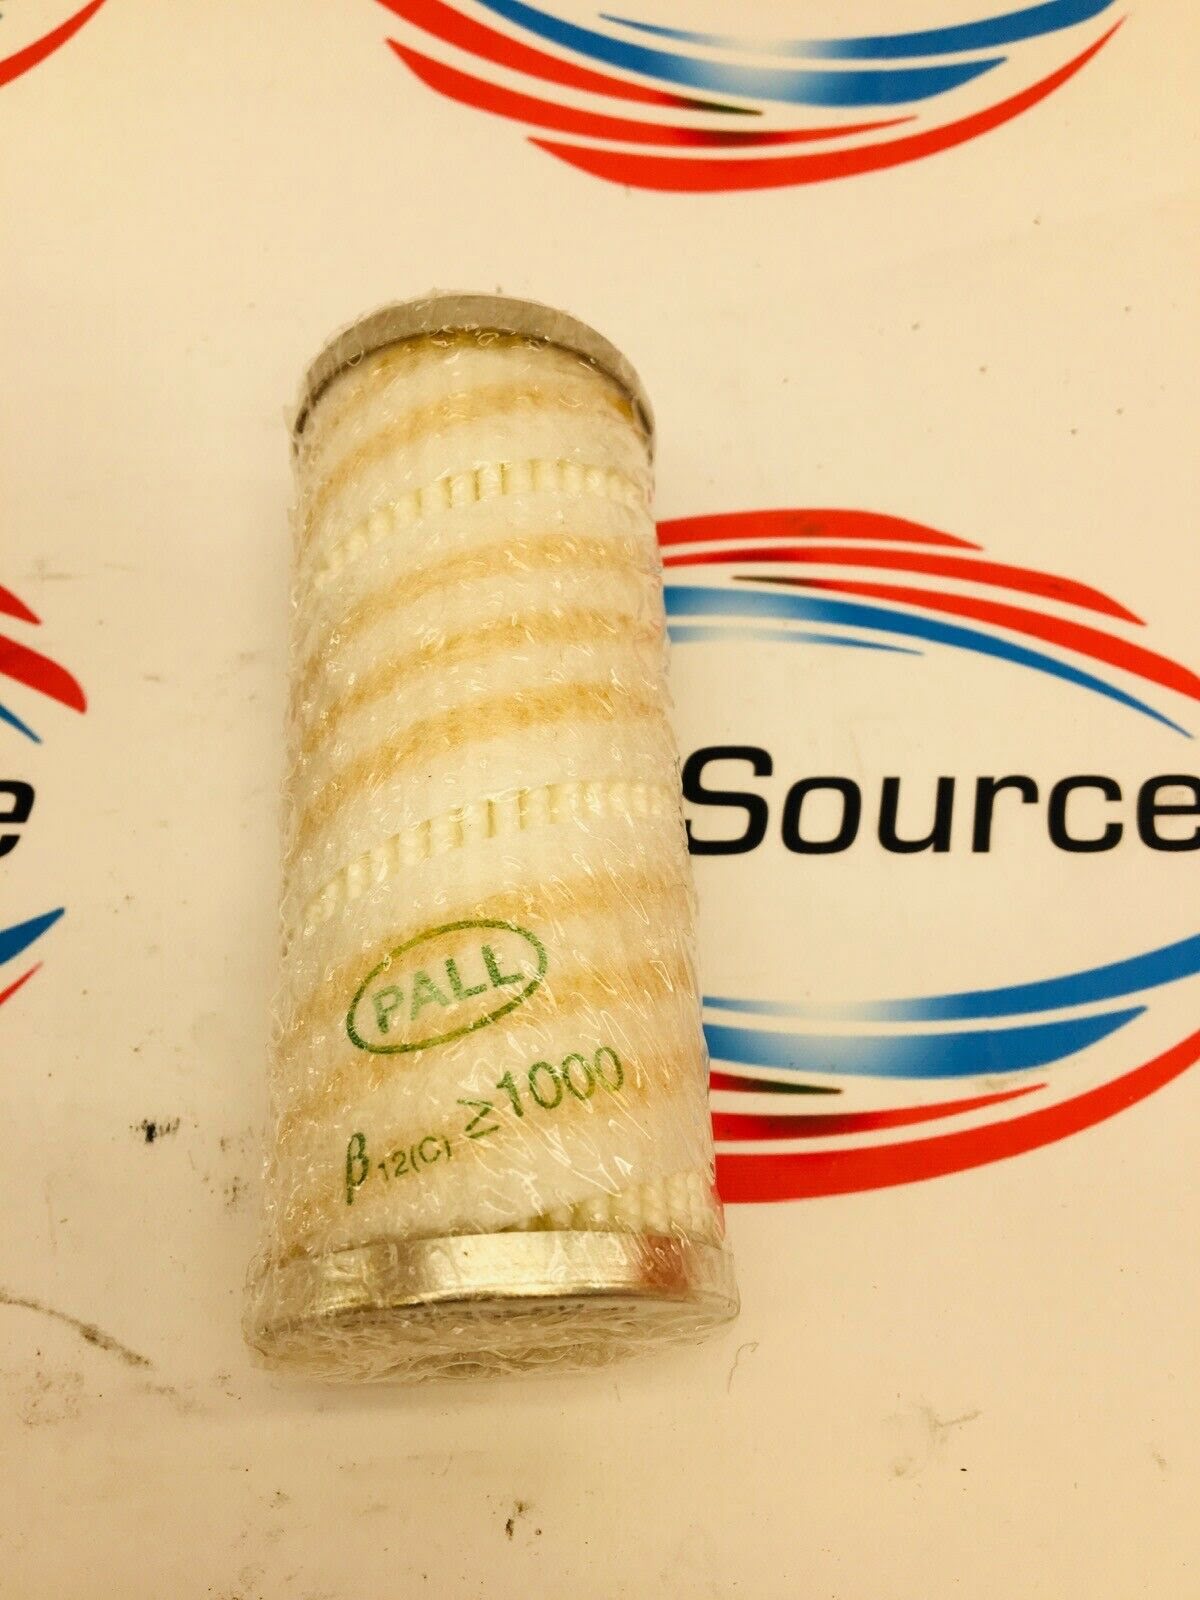 Source
e
PALL
β12(C) ≥1000